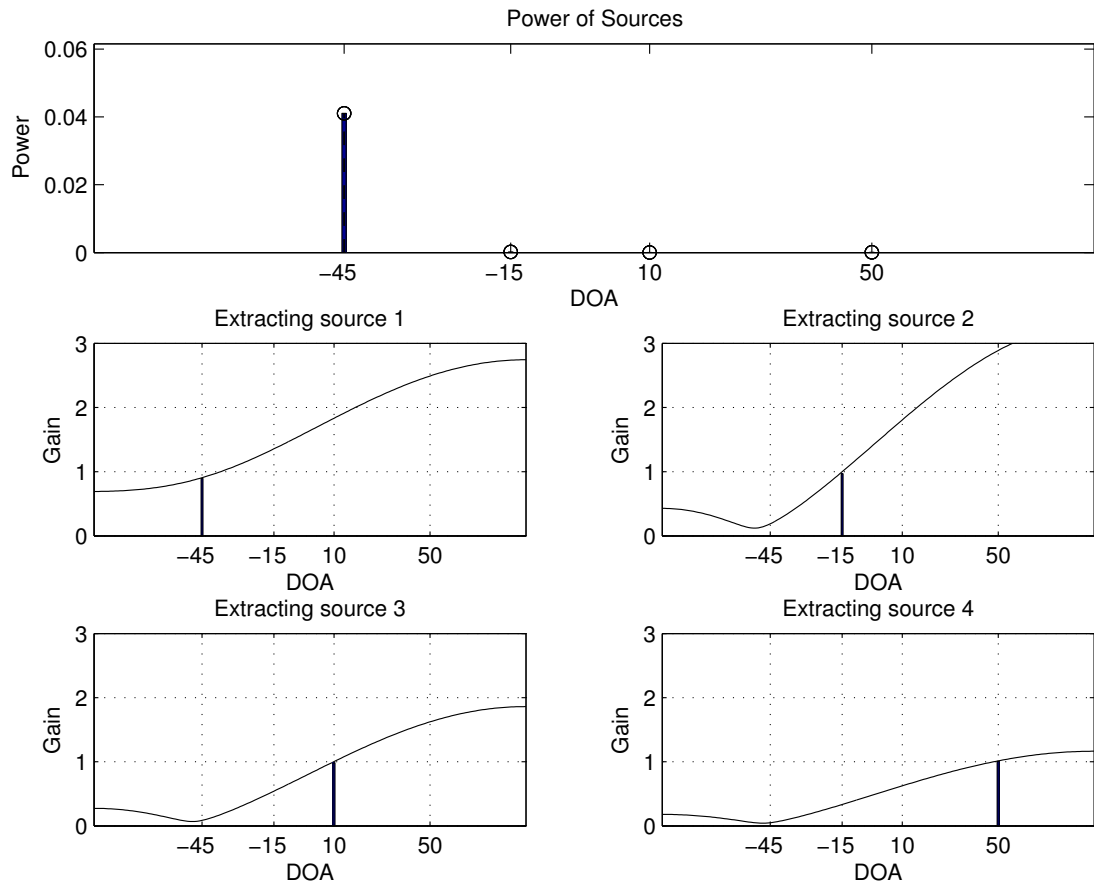 Power of Sources
0.06
0.04
0.02
0
Power
−45 −15 10 50
DOA
Extracting source 1
3
2
1
0
Gain
−45 −15 10 50
DOA
Extracting source 2
3
2
1
0
Gain
−45 −15 10 50
DOA
Extracting source 3
3
2
1
0
Gain
−45 −15 10 50
DOA
Extracting source 4
3
2
1
0
Gain
−45 −15 10 50
DOA